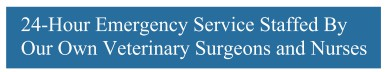 24-Hour Emergency Service Staffed By
Our Own Veterinary Surgeons and Nurses